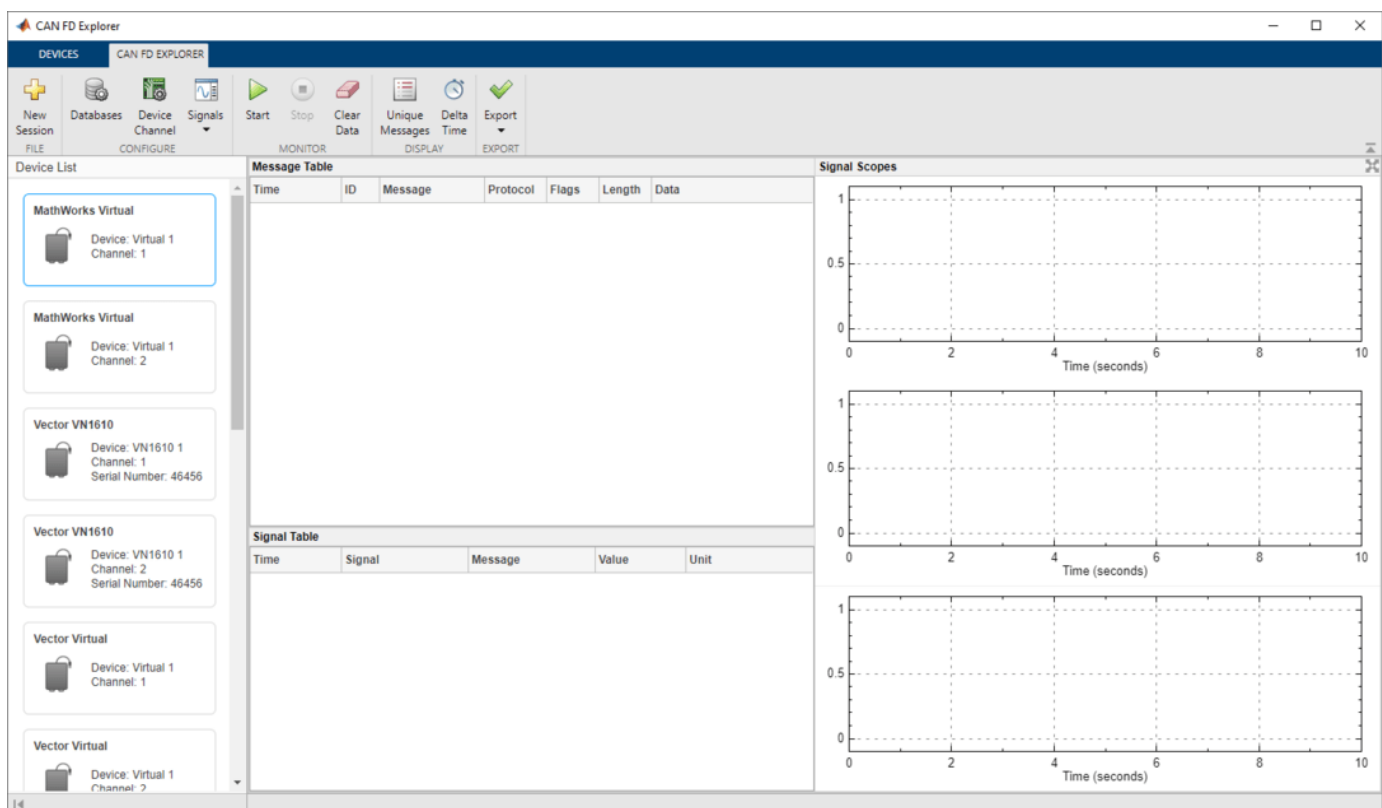 CAN FD Explorer
DEVICES CAN FD EXPLORER
New Session
Databases
Device Channel
Signals
Start
Stop
Clear Data
Unique Messages
Delta Time
Export
FILE CONFIGURE MONITOR DISPLAY EXPORT
Device List
MathWorks Virtual
Device: Virtual 1
Channel: 1
MathWorks Virtual
Device: Virtual 1
Channel: 2
Vector VN1610
Device: VN1610 1
Channel: 1
Serial Number: 46456
Vector VN1610
Device: VN1610 1
Channel: 2
Serial Number: 46456
Vector Virtual
Device: Virtual 1
Channel: 1
Vector Virtual
Device: Virtual 1
Channel: 2
Message Table
Time ID Message Protocol Flags Length Data
Signal Table
Time Signal Message Value Unit
Signal Scopes
1
0.5
0
0 2 4 6 8 10
Time (seconds)
1
0.5
0
0 2 4 6 8 10
Time (seconds)
1
0.5
0
0 2 4 6 8 10
Time (seconds)